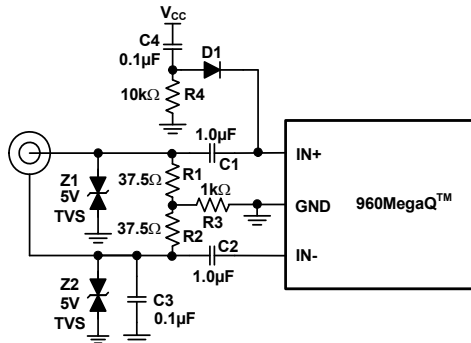 VCC
C4
0.1µF
D1
10kΩ
R4
1.0µF
C1
IN+
Z1
5V
TVS
37.5Ω
R1
1kΩ
R3
GND
960MegaQTM
37.5Ω
R2
C2
1.0µF
IN-
Z2
5V
TVS
C3
0.1µF